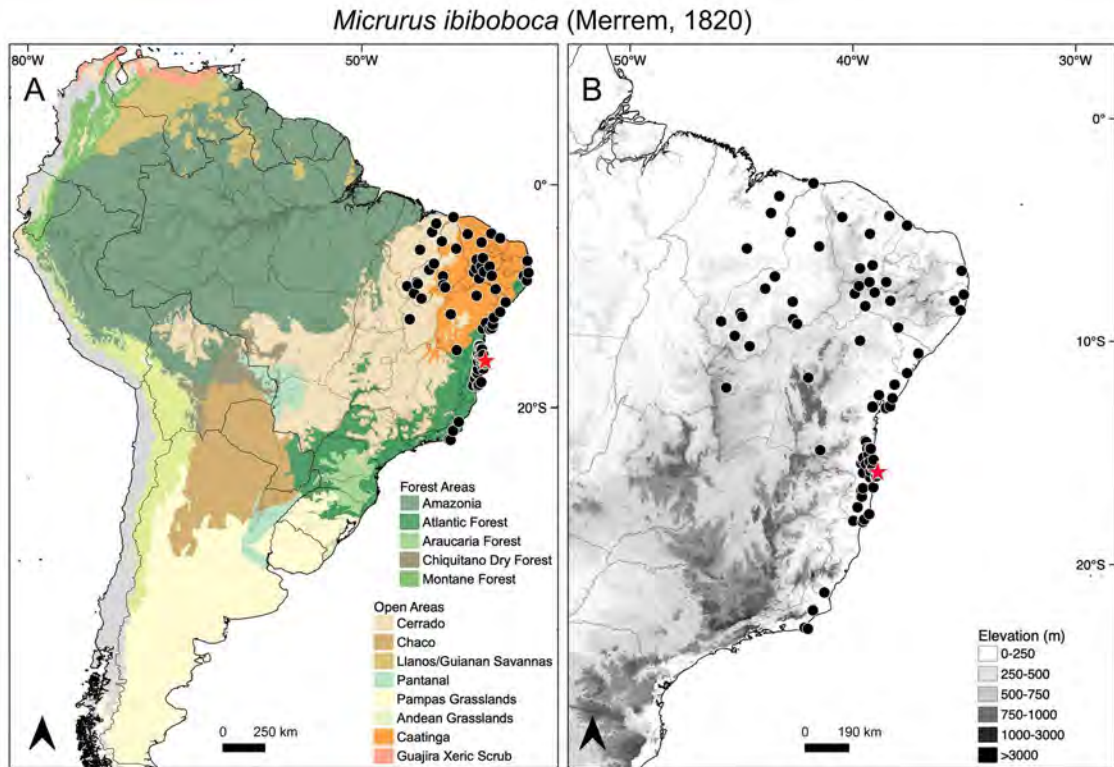 Micrurus ibiboboca (Merrem, 1820)
A
80°W
50°W
0°
20°S
Forest Areas
Amazonia
Atlantic Forest
Araucaria Forest
Chiquitano Dry Forest
Montane Forest
Open Areas
Cerrado
Chaco
Llanos/Guianan Savannas
Pantanal
Pampas Grasslands
Andean Grasslands
Caatinga
Guajira Xeric Scrub
0 250 km
B
50°W
40°W
30°W
0°
10°S
20°S
Elevation (m)
0-250
250-500
500-750
750-1000
1000-3000
>3000
0 190 km